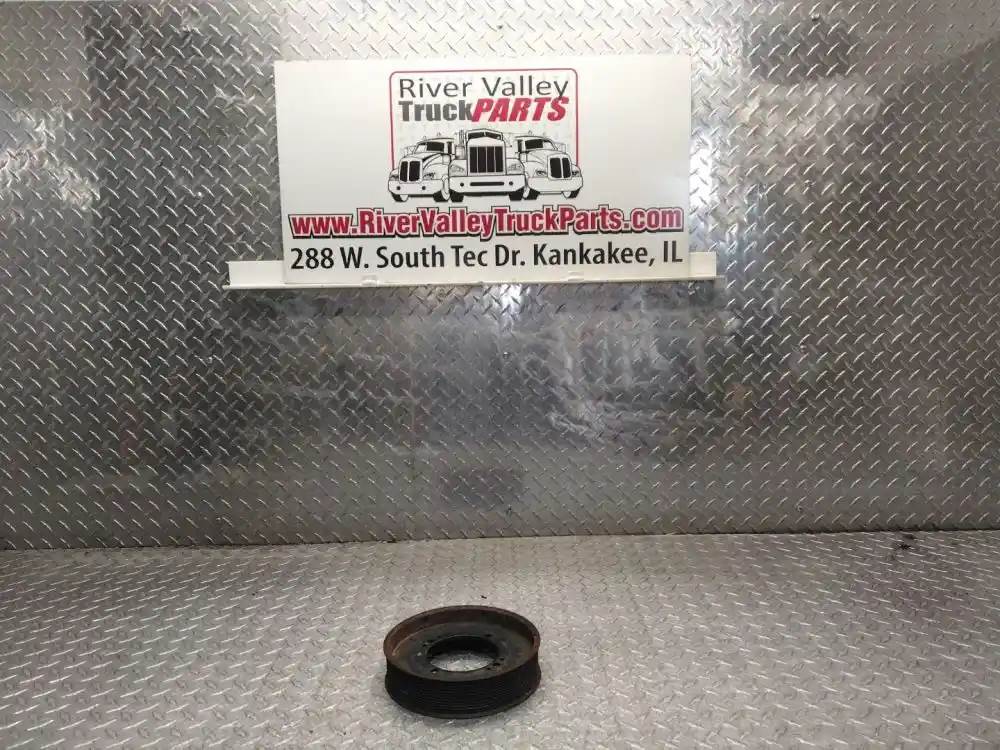 River Valley
TruckPARTS
www.RiverValleyTruckParts.com
288 W. South Tec Dr. Kankakee, IL